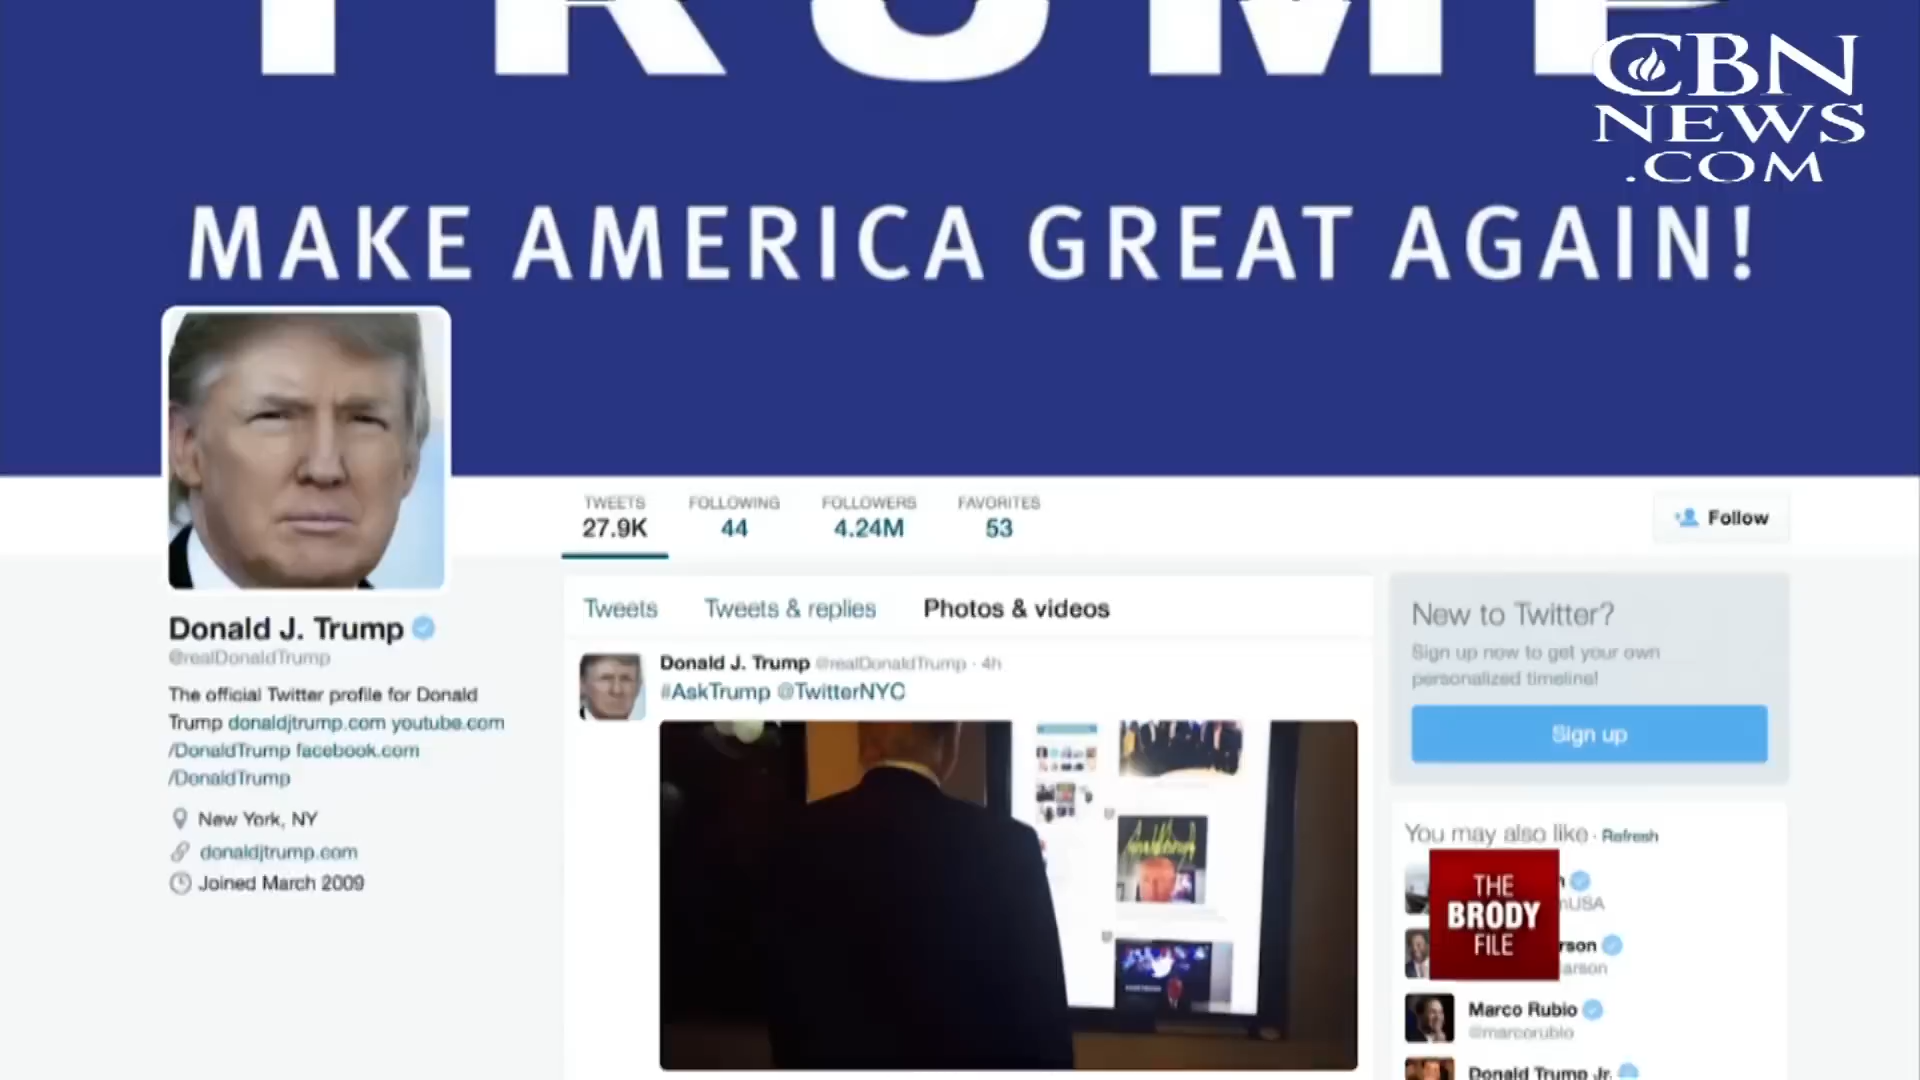 TRUMP
CBN
NEWS
.COM
MAKE AMERICA GREAT AGAIN!
TWEETS
27.9K
FOLLOWING
44
FOLLOWERS
4.24M
FAVORITES
53
Follow
Donald J. Trump
@realDonaldTrump
The official Twitter profile for Donald
Trump donaldjtrump.com youtube.com
/DonaldTrump facebook.com
/DonaldTrump
New York, NY
donaldjtrump.com
Joined March 2009
Tweets
Tweets & replies
Photos & videos
Donald J. Trump @realDonaldTrump · 4h
#AskTrump @TwitterNYC
New to Twitter?
Sign up now to get your own
personalized timeline!
Sign up
You may also like · Refresh
THE
BRODY
FILE
Marco Rubio
@marcorubio
Donald Trump Jr.